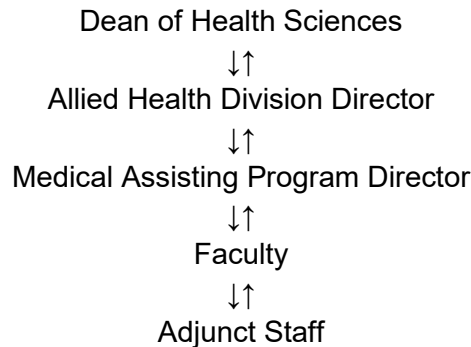 Dean of Health Sciences
↓↑
Allied Health Division Director
↓↑
Medical Assisting Program Director
↓↑
Faculty
↓↑
Adjunct Staff